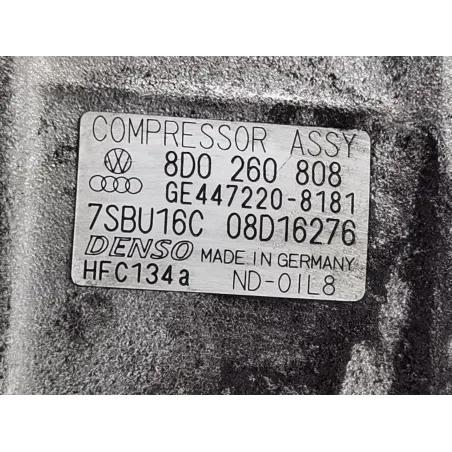 COMPRESSOR ASSY
8D0 260 808
GE447220-8181
7SBU16C 08D16276
DENSO MADE IN GERMANY
HFC134a ND-OIL8